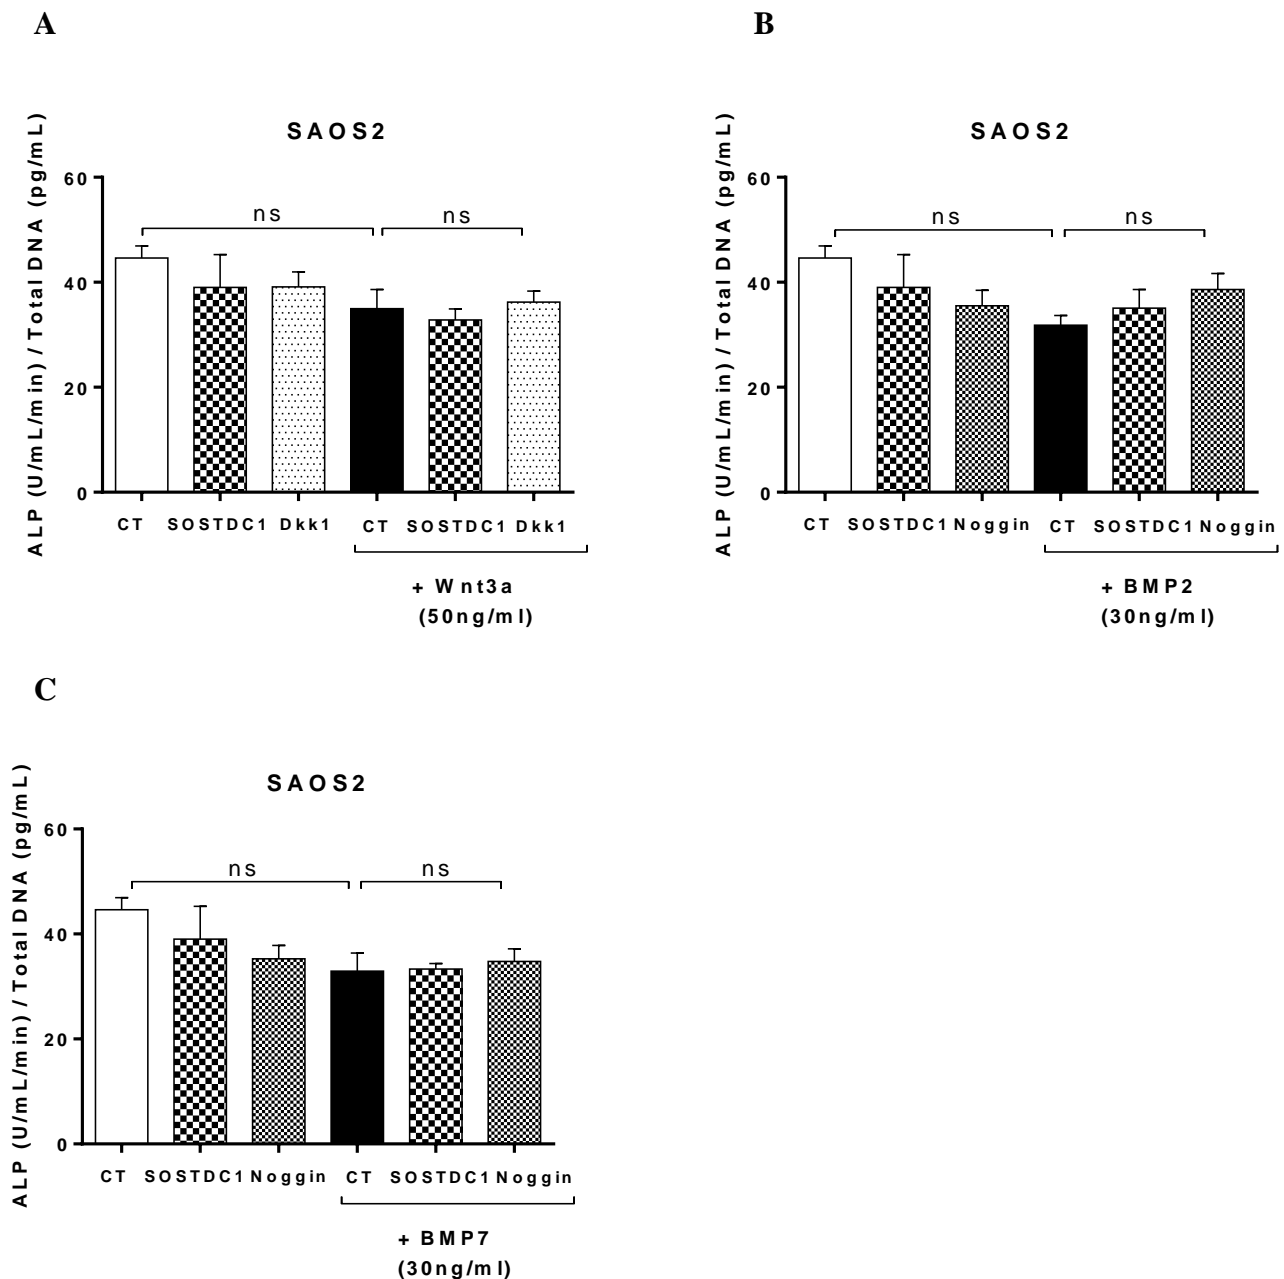 A
SAOS2
ALP (U/mL/min) / Total DNA (pg/mL)
60
40
20
0
ns
ns
CT SOSTDC1 Dkk1 CT SOSTDC1 Dkk1
+ Wnt3a
(50ng/ml)
B
SAOS2
ALP (U/mL/min) / Total DNA (pg/mL)
60
40
20
0
ns
ns
CT SOSTDC1 Noggin CT SOSTDC1 Noggin
+ BMP2
(30ng/ml)
C
SAOS2
ALP (U/mL/min) / Total DNA (pg/mL)
60
40
20
0
ns
ns
CT SOSTDC1 Noggin CT SOSTDC1 Noggin
+ BMP7
(30ng/ml)